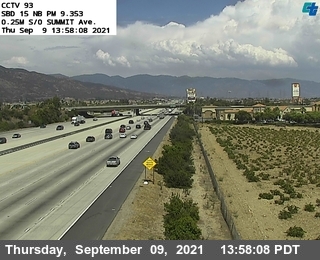 CCTV 93
SBD 15 NB PM 9.353
0.25M S/O SUMMIT Ave.
Thu Sep 9 13:58:08 2021
Thursday, September 09, 2021 13:58:08 PDT